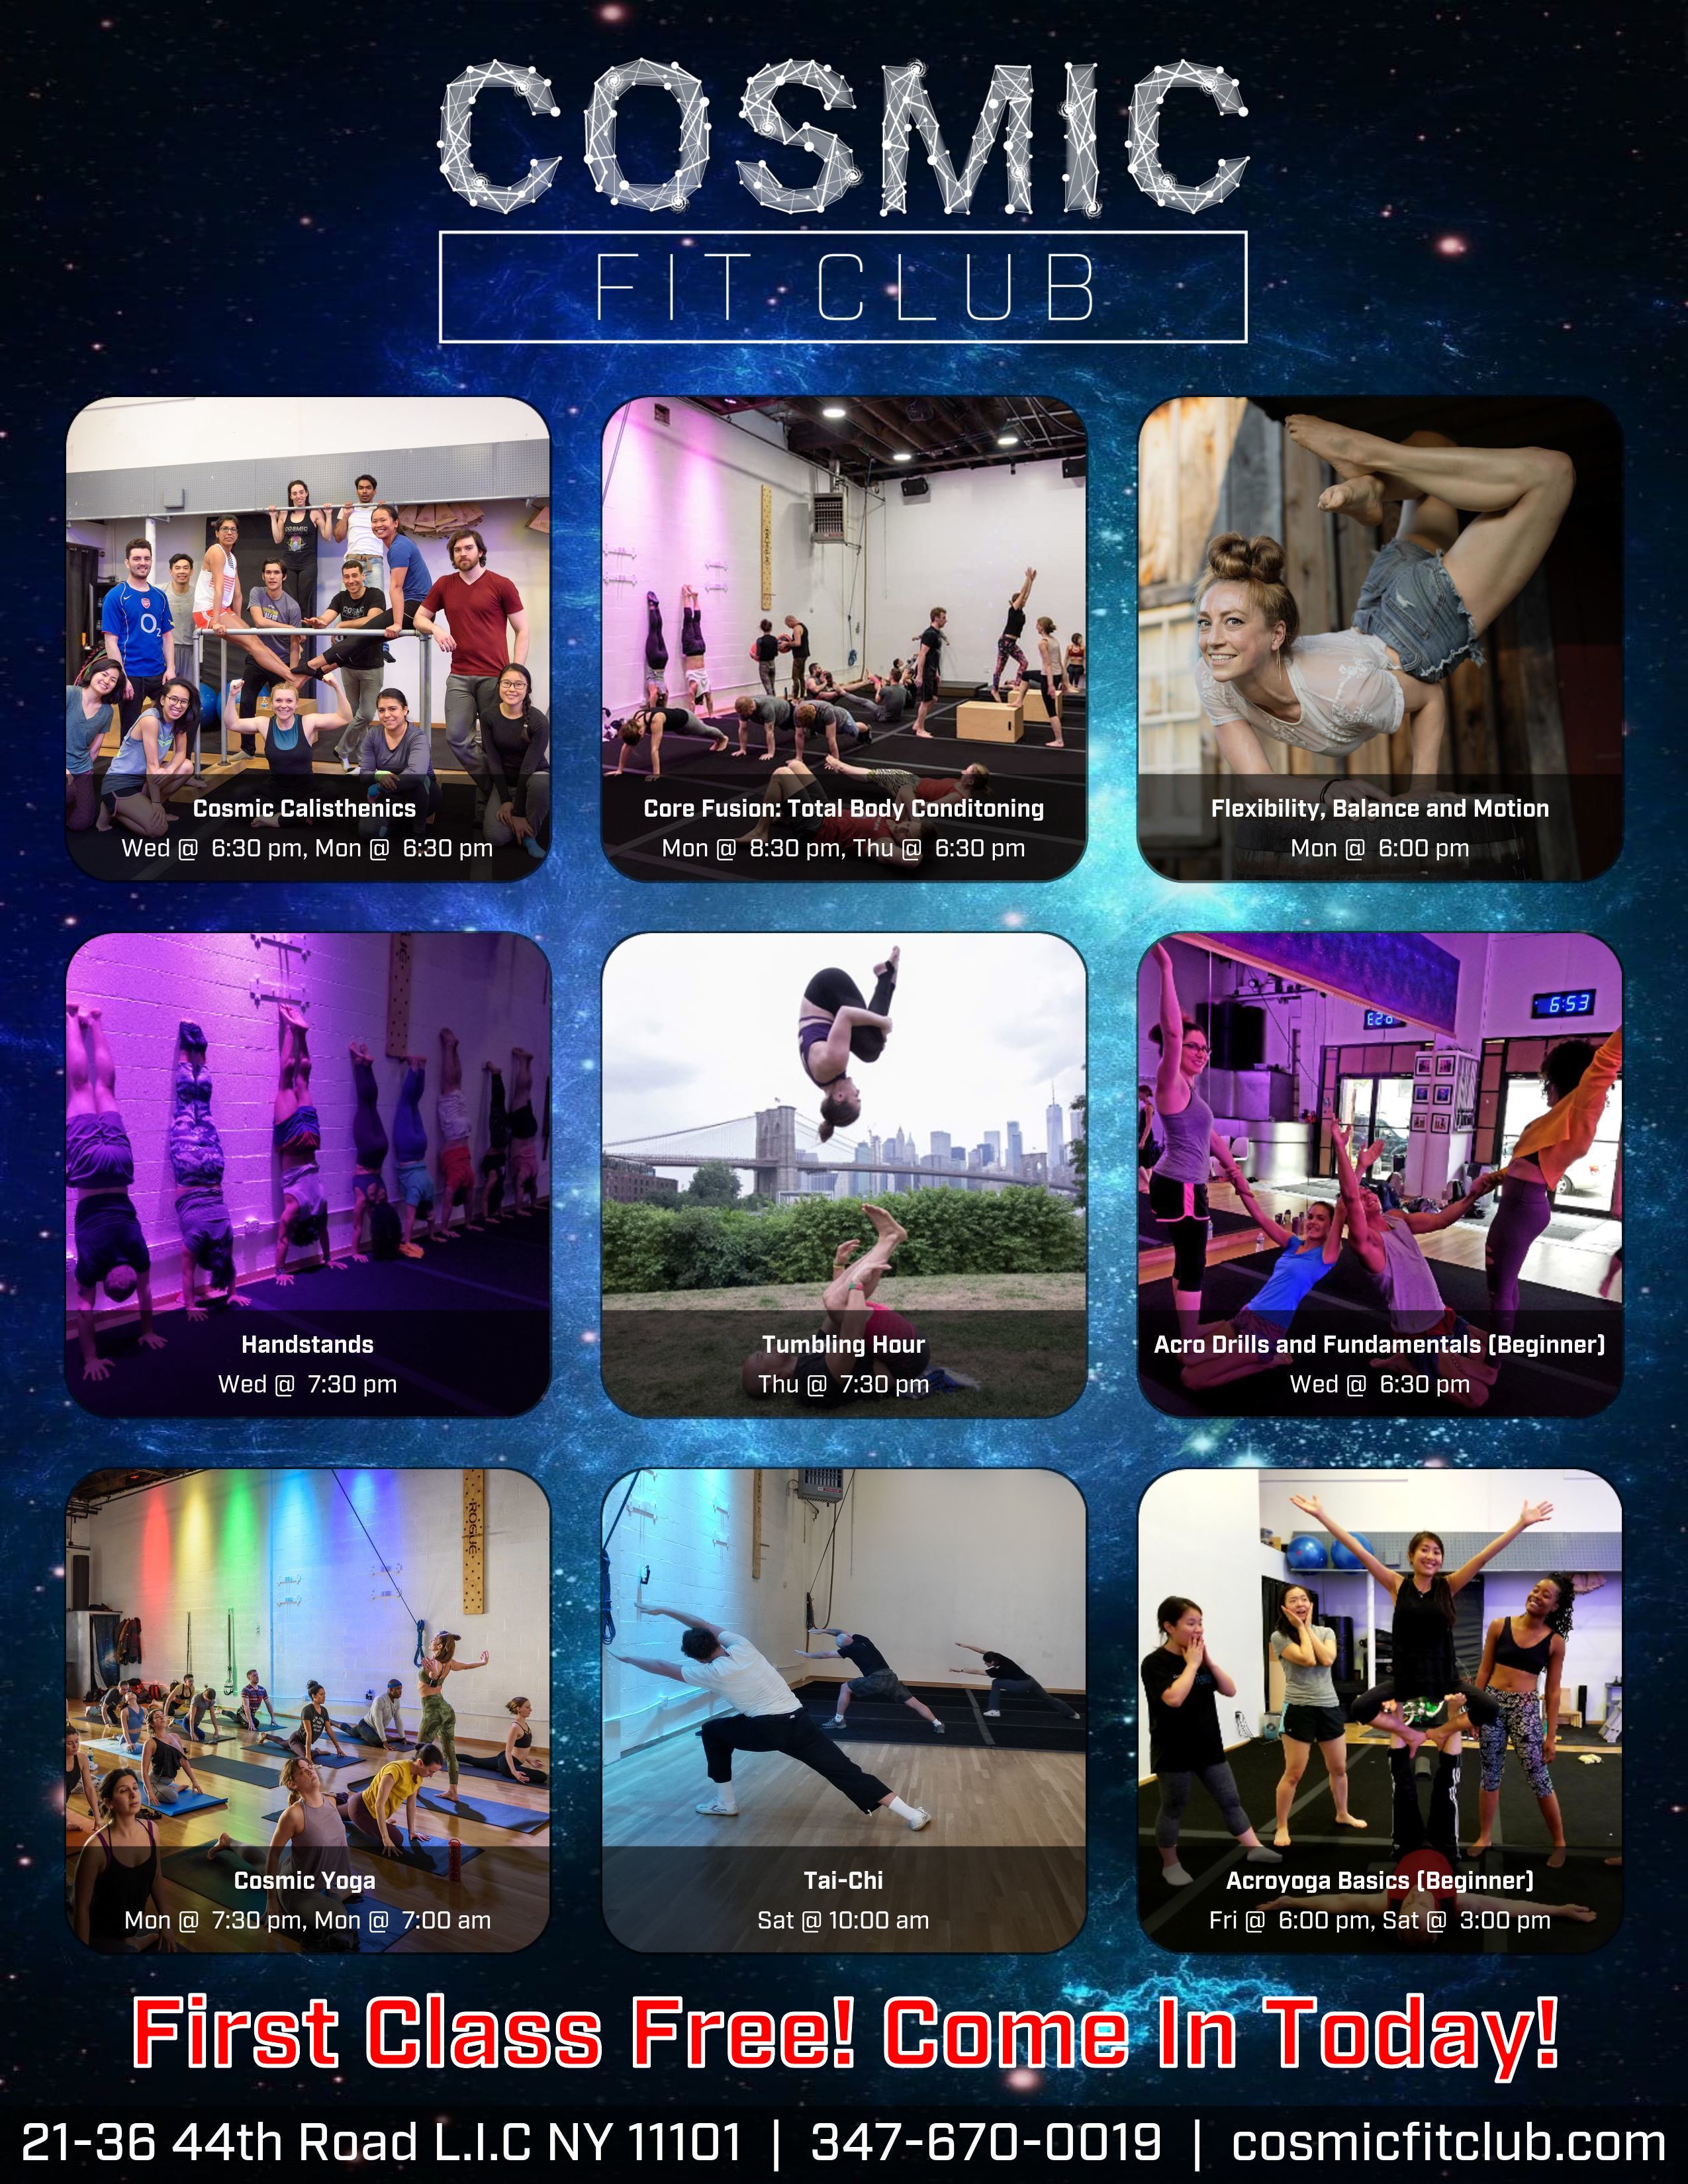 COSMIC
FIT CLUB
O2
COSMIC
Cosmic Calisthenics
Wed @ 6:30 pm, Mon @ 6:30 pm
Core Fusion: Total Body Conditoning
Mon @ 8:30 pm, Thu @ 6:30 pm
Flexibility, Balance and Motion
Mon @ 6:00 pm
Handstands
Wed @ 7:30 pm
Tumbling Hour
Thu @ 7:30 pm
6:53
Acro Drills and Fundamentals (Beginner)
Wed @ 6:30 pm
ROGUE
Cosmic Yoga
Mon @ 7:30 pm, Mon @ 7:00 am
Tai-Chi
Sat @ 10:00 am
Acroyoga Basics (Beginner)
Fri @ 6:00 pm, Sat @ 3:00 pm
First Class Free! Come In Today!
21-36 44th Road L.I.C NY 11101 | 347-670-0019 | cosmicfitclub.com